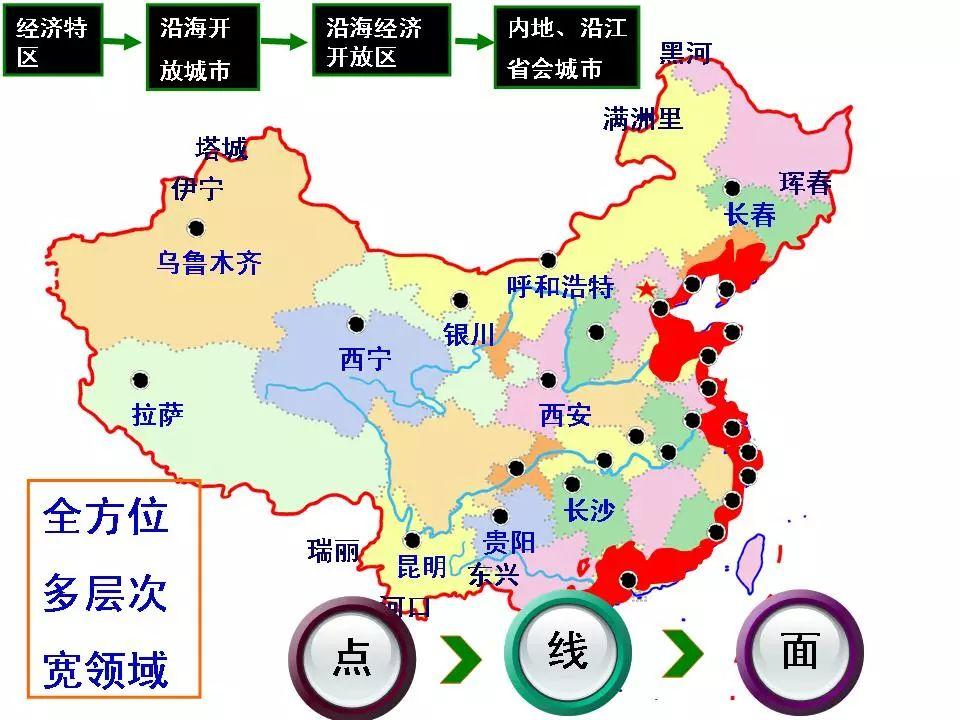 经济特
区
沿海开
放城市
沿海经济
开放区
内地、沿江
省会城市
黑河
满洲里
塔城
伊宁
珲春
长春
乌鲁木齐
呼和浩特
银川
西宁
拉萨
西安
全方位
多层次
宽领域
长沙
贵阳
瑞丽
昆明
东兴
河口
点
线
面